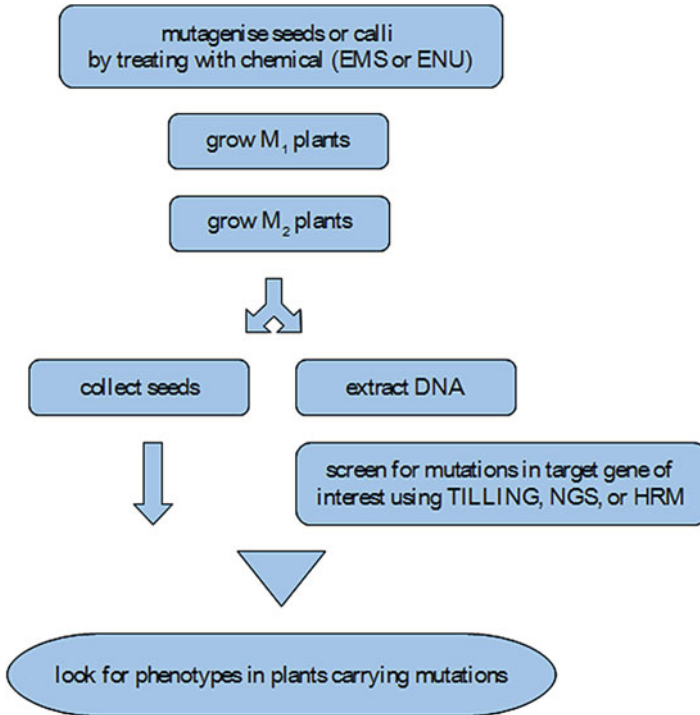 mutagenise seeds or calli
by treating with chemical (EMS or ENU)
grow M₁ plants
grow M₂ plants
collect seeds
extract DNA
screen for mutations in target gene of
interest using TILLING, NGS, or HRM
look for phenotypes in plants carrying mutations